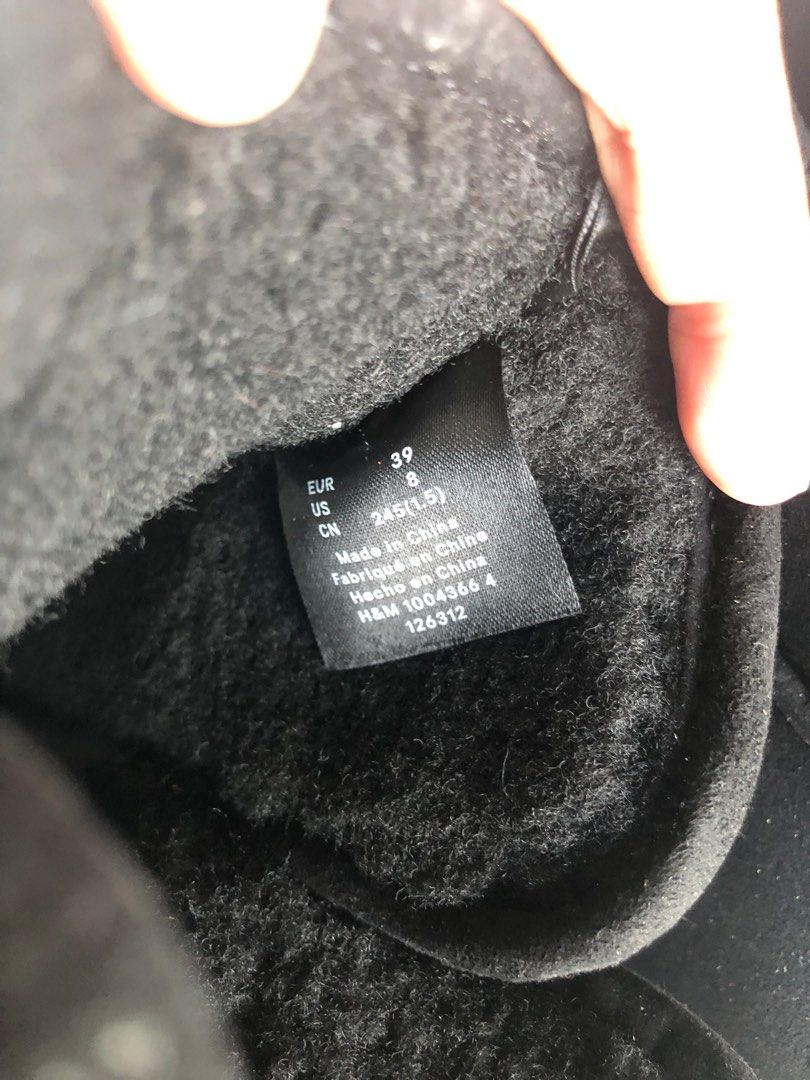 EUR 39
US 8
CN 245(1.5)
Made in China
Fabriqué en Chine
Hecho en China
H&M 1004366 4
126312